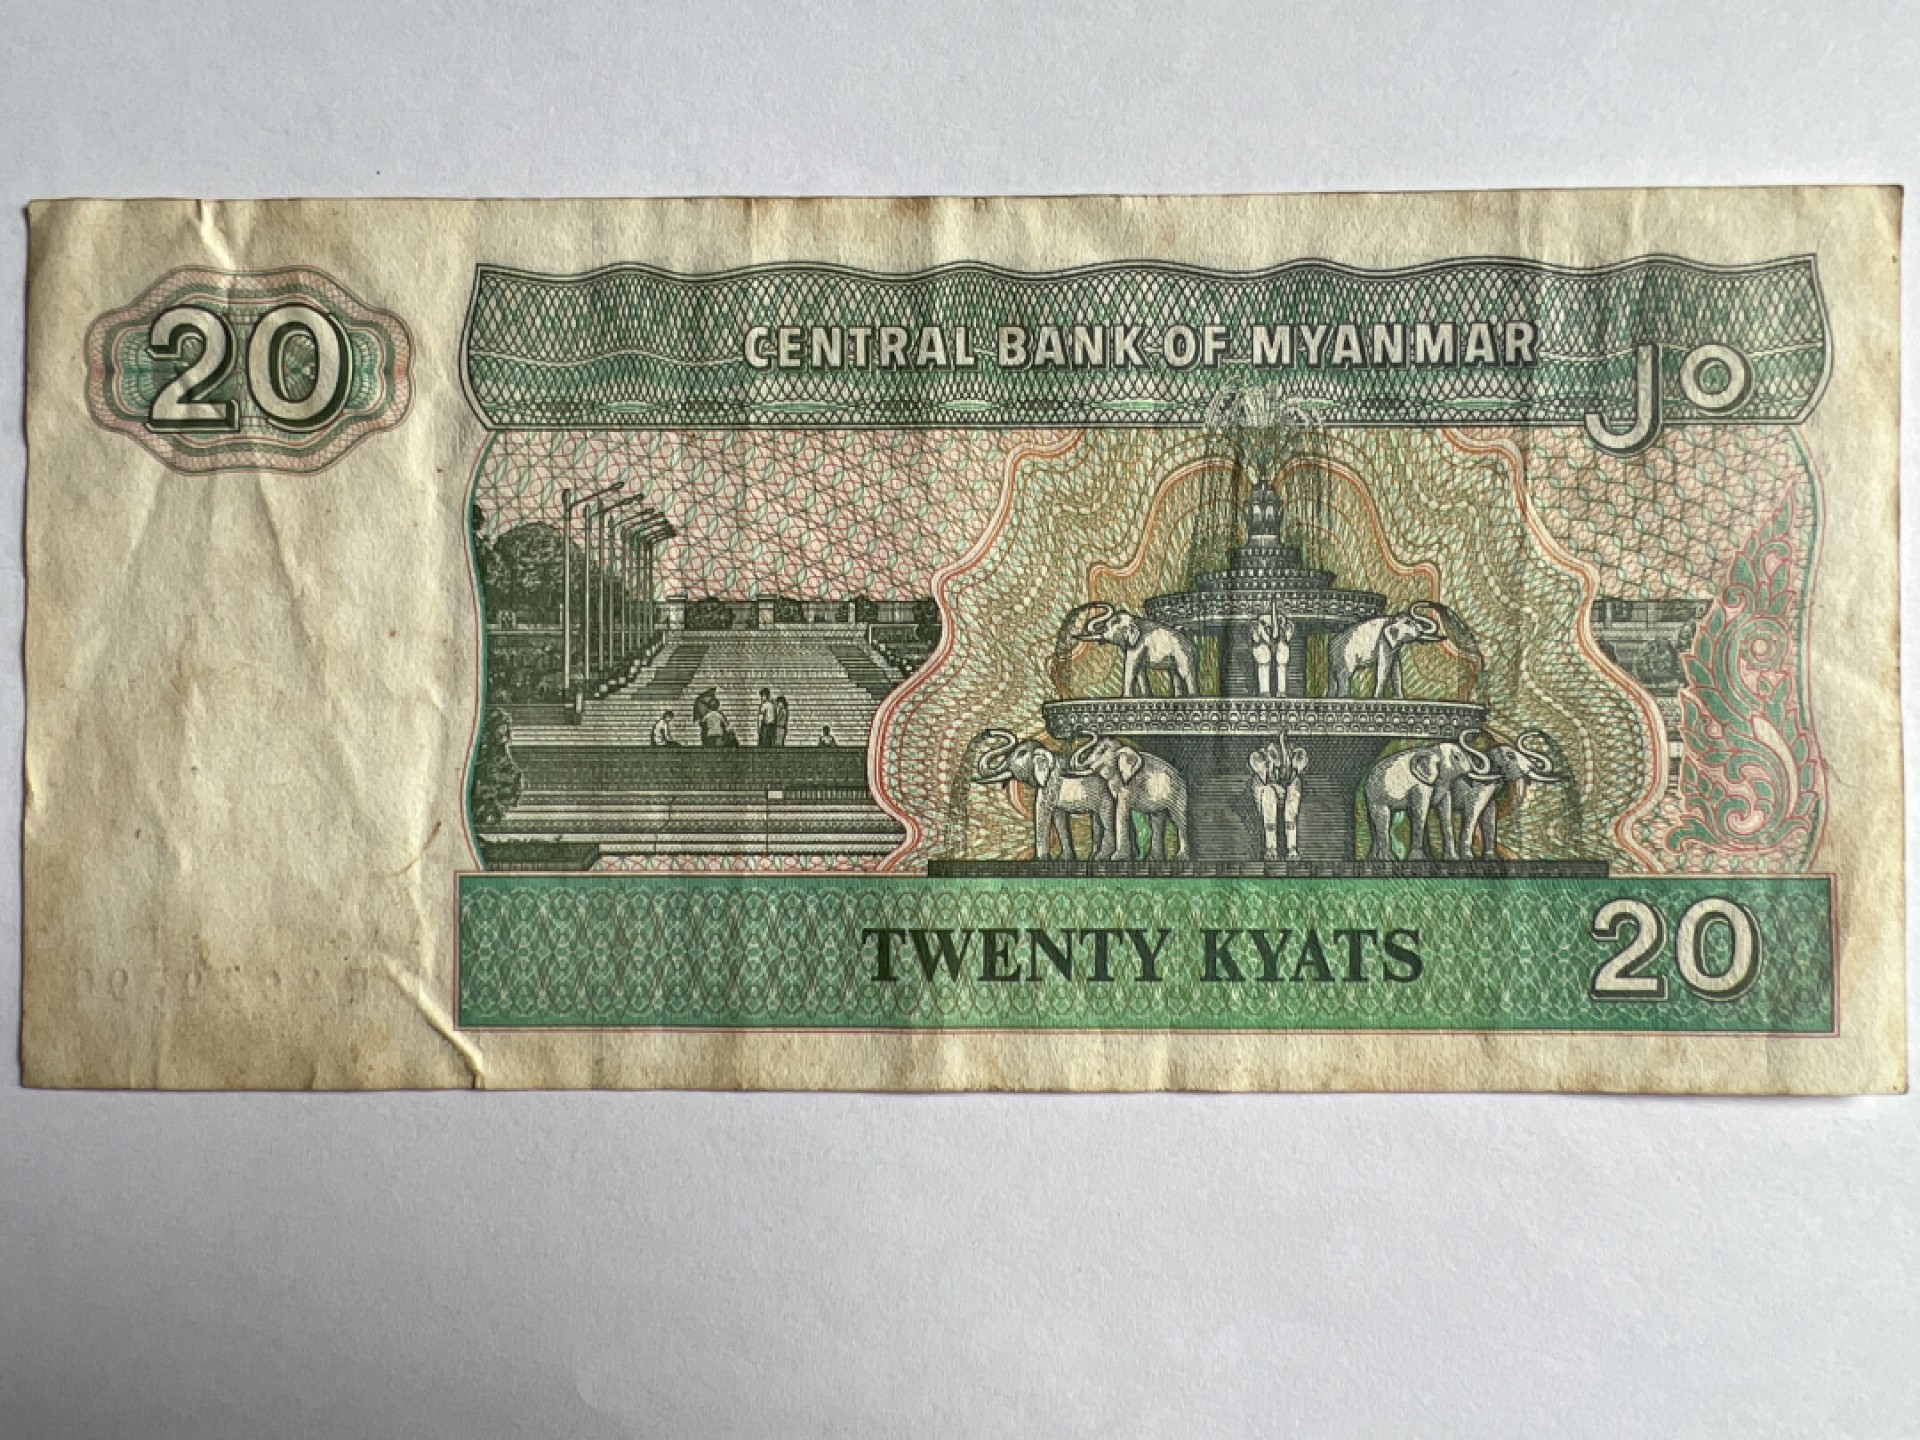 20
CENTRAL BANK OF MYANMAR
၂၀
TWENTY KYATS
20